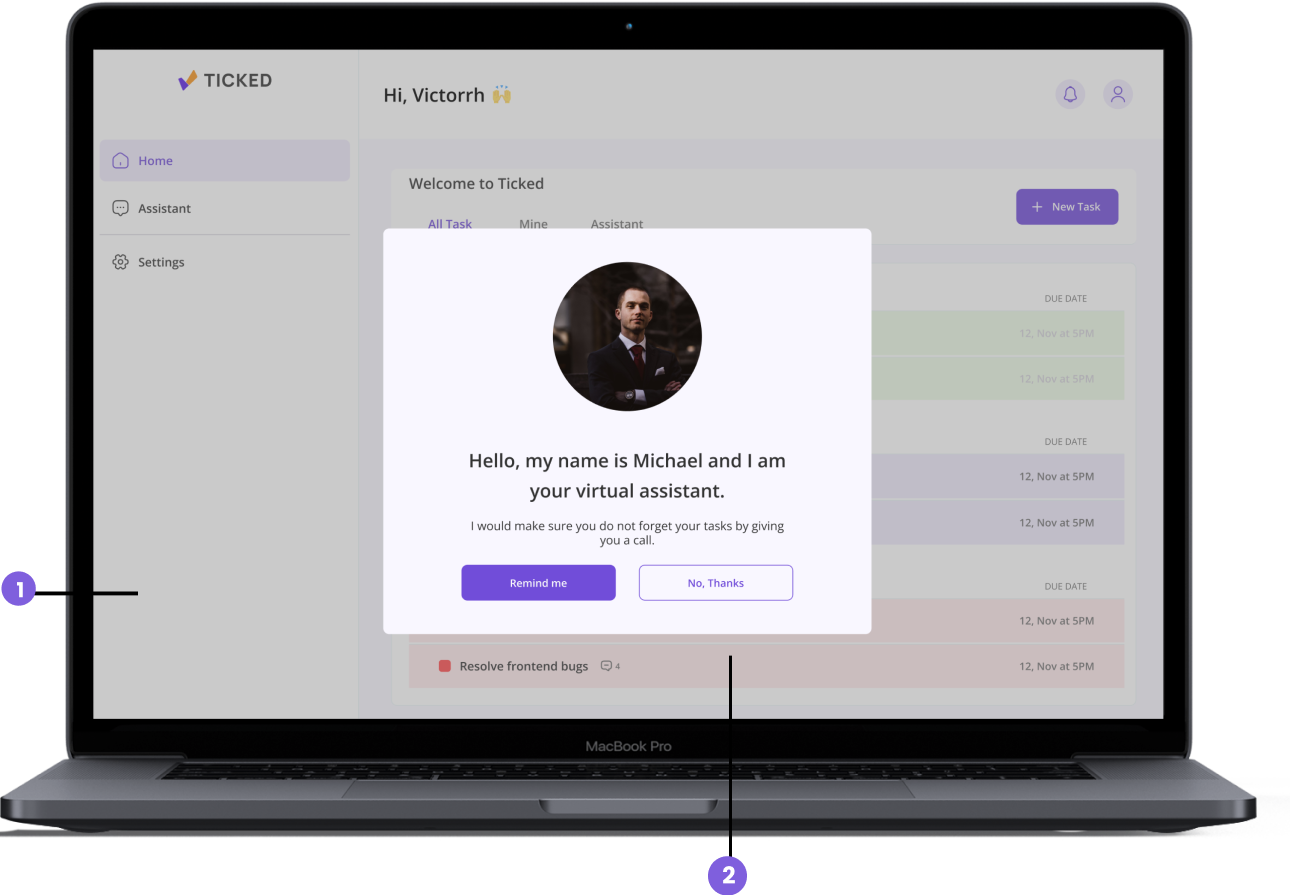 TICKED
Hi, Victorrh
Home
Assistant
Settings
Welcome to Ticked
New Task
All Task
Mine
Assistant
DUE DATE
12, Nov at 5PM
12, Nov at 5PM
Hello, my name is Michael and I am
your virtual assistant.
I would make sure you do not forget your tasks by giving
you a call.
Remind me
No, Thanks
DUE DATE
12, Nov at 5PM
12, Nov at 5PM
DUE DATE
12, Nov at 5PM
Resolve frontend bugs
4
12, Nov at 5PM
MacBook Pro
1
2